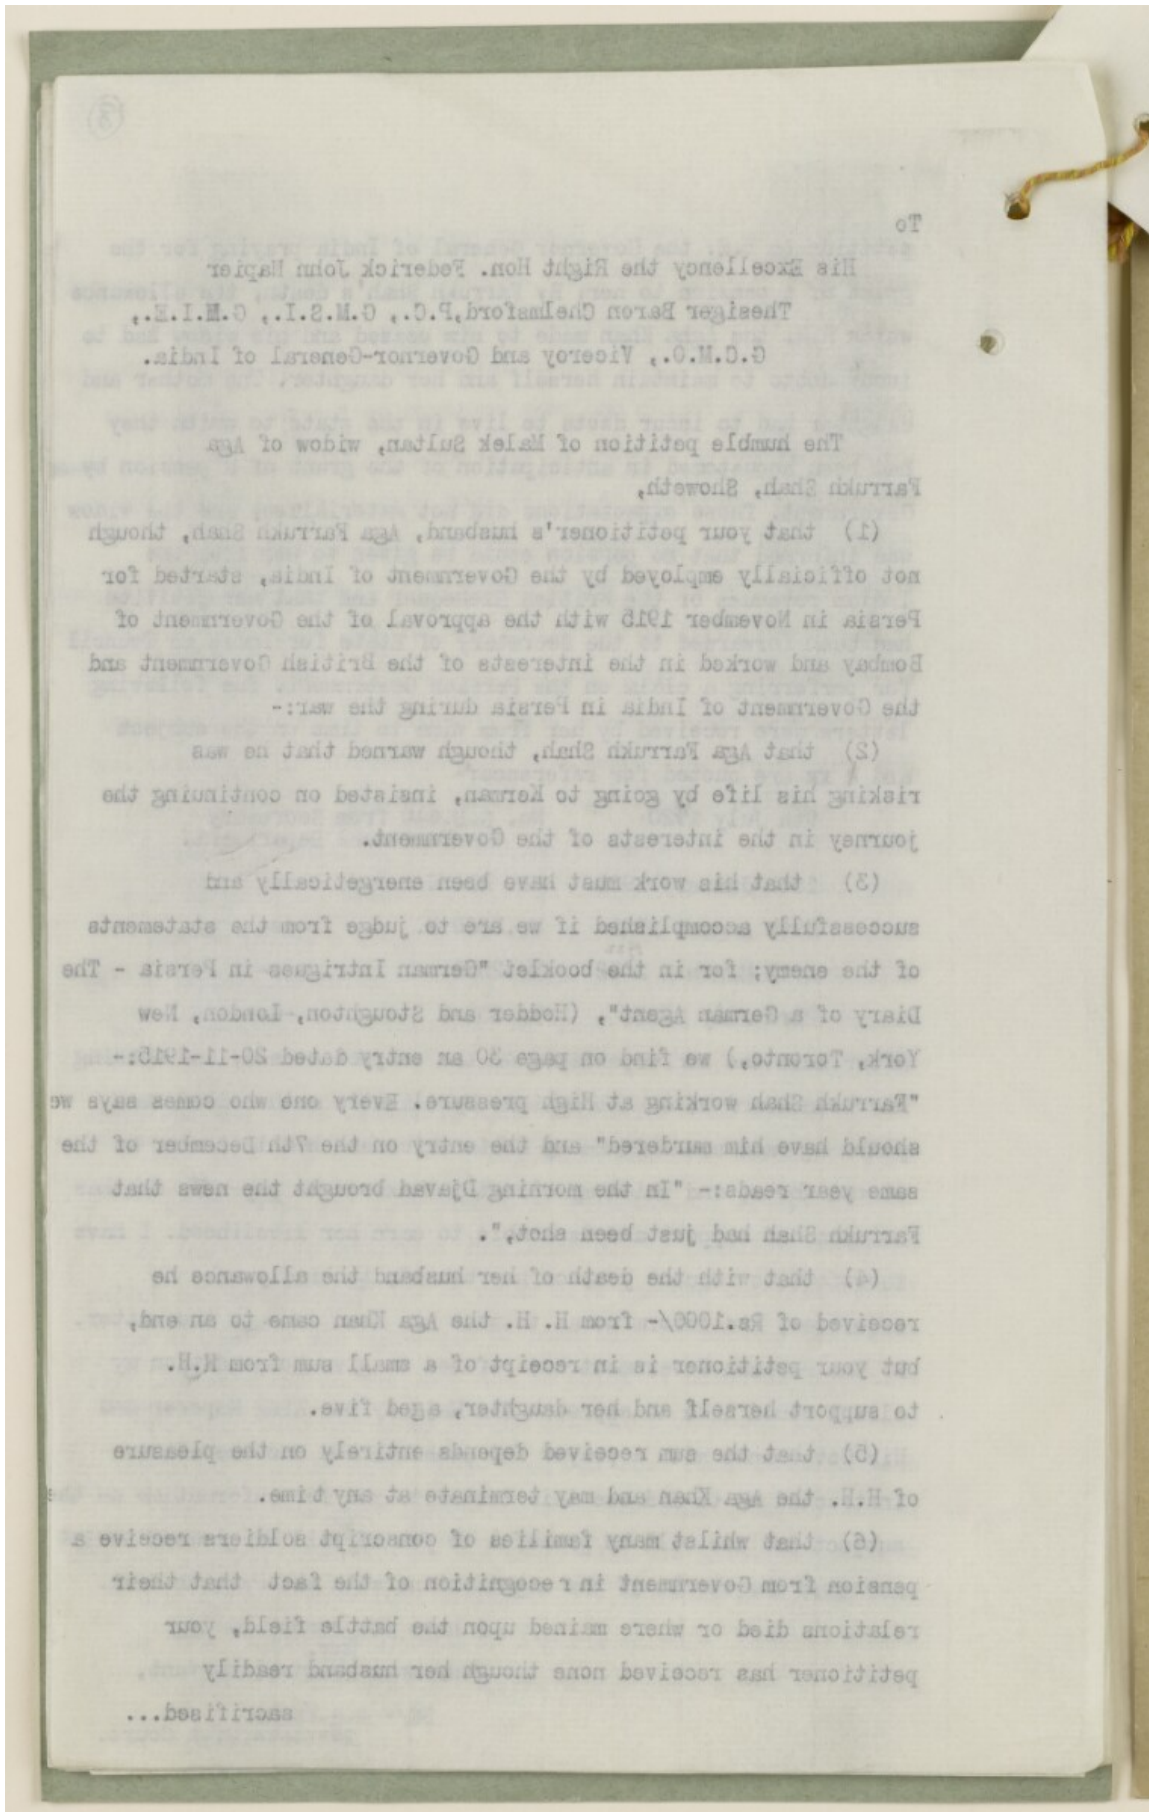 (3)
To
His Excellency the Right Hon. Federick John Napier
Thesiger Baron Chelmsford, P.C., G.M.S.I., G.M.I.E.,
G.C.M.G., Viceroy and Governor-General of India.
The humble petition of Malek Sultan, widow of Aga
Farrukh Shah, Showeth,
(1) that your petitioner's husband, Aga Farrukh Shah, though
not officially employed by the Government of India, started for
Persia in November 1915 with the approval of the Government of
Bombay and worked in the interests of the British Government and
the Government of India in Persia during the war:-
(2) that Aga Farrukh Shah, though warned that he was
risking his life by going to Kerman, insisted on continuing the
journey in the interests of the Government.
(3) that his work must have been energetically and
successfully accomplished if we are to judge from the statements
of the enemy; for in the booklet "German Intrigues in Persia - The
Diary of a German Agent", (Hodder and Stoughton, London, New
York, Toronto,) we find on page 30 an entry dated 20-11-1915:-
"Farrukh Shah working at High pressure. Every one who comes says we
should have him murdered" and the entry on the 7th December of the
same year reads:- "In the morning Djavad brought the news that
Farrukh Shah had just been shot,".
(4) that with the death of her husband the allowance he
received of Rs.1000/- from H. H. the Aga Khan came to an end,
but your petitioner is in receipt of a small sum from H.H.
to support herself and her daughter, aged five.
(5) that the sum received depends entirely on the pleasure
of H.H. the Aga Khan and may terminate at any time.
(6) that whilst many families of conscript soldiers receive a
pension from Government in recognition of the fact that their
relations died or where maimed upon the battle field, your
petitioner has received none though her husband readily
sacrifised...